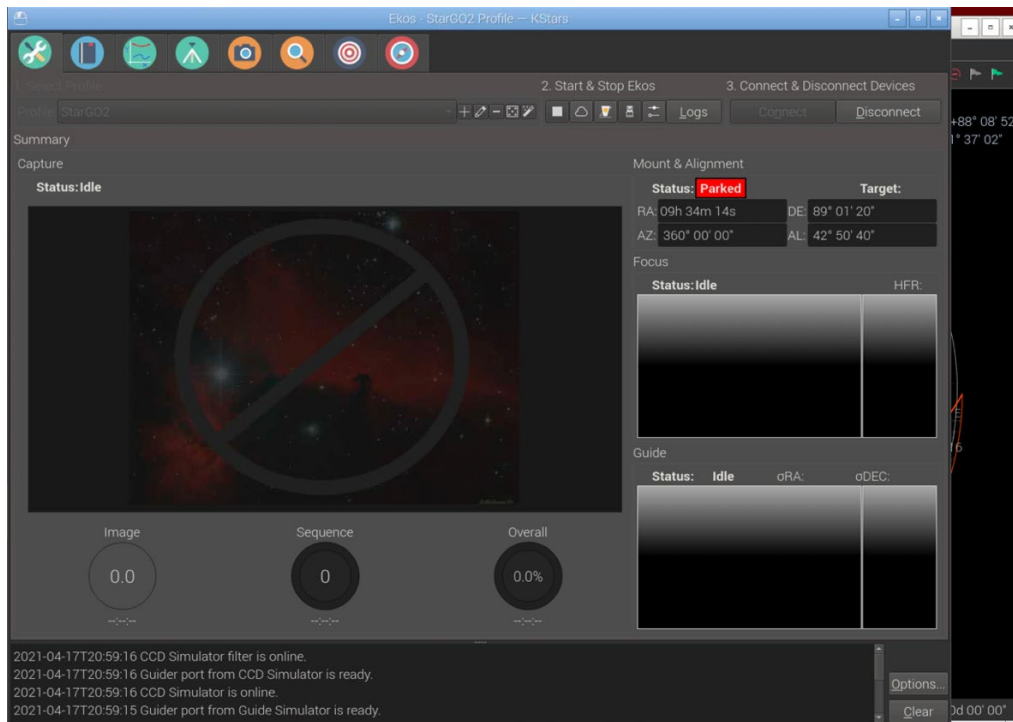 Ekos - StarGO2 Profile — KStars
1. Select Profile
2. Start & Stop Ekos
3. Connect & Disconnect Devices
Profile: StarGO2
Logs
Connect
Disconnect
+88° 08' 52
1° 37' 02"
Summary
Capture
Status: Idle
Mount & Alignment
Status: Parked
Target:
RA: 09h 34m 14s
DE: 89° 01' 20"
AZ: 360° 00' 00"
AL: 42° 50' 40"
Focus
Status: Idle
HFR:
Guide
Status: Idle
σRA:
σDEC:
Image
Sequence
Overall
0.0
0
0.0%
--:--:--
--:--:--
--:--:--
2021-04-17T20:59:16 CCD Simulator filter is online.
2021-04-17T20:59:16 Guider port from CCD Simulator is ready.
2021-04-17T20:59:16 CCD Simulator is online.
2021-04-17T20:59:15 Guider port from Guide Simulator is ready.
Options...
Clear
0d 00' 00"